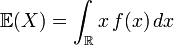 𝔼(X) = ∫_ℝ x f(x) dx